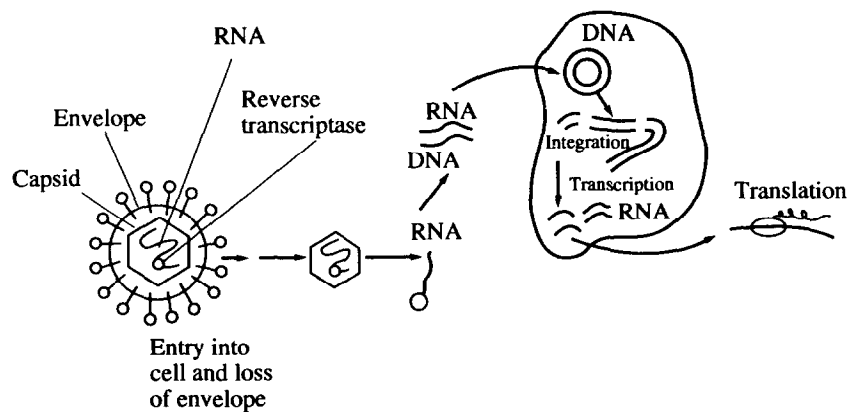 RNA
Reverse
transcriptase
Envelope
Capsid
Entry into
cell and loss
of envelope
RNA
RNA
DNA
DNA
Integration
Transcription
RNA
Translation